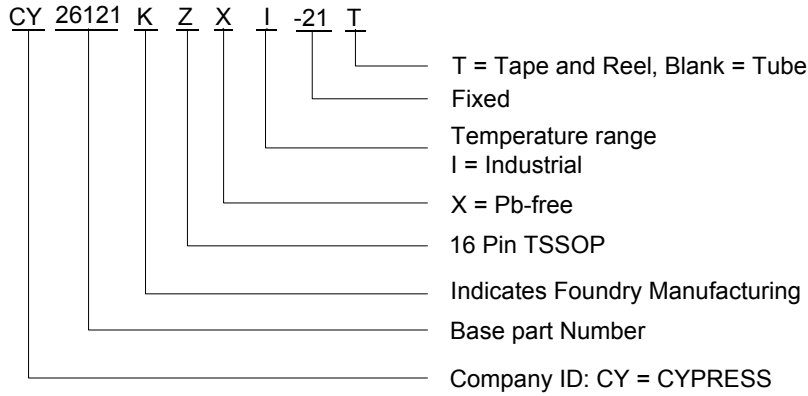 CY 26121 K Z X I -21 T
T = Tape and Reel, Blank = Tube
Fixed
Temperature range
I = Industrial
X = Pb-free
16 Pin TSSOP
Indicates Foundry Manufacturing
Base part Number
Company ID: CY = CYPRESS